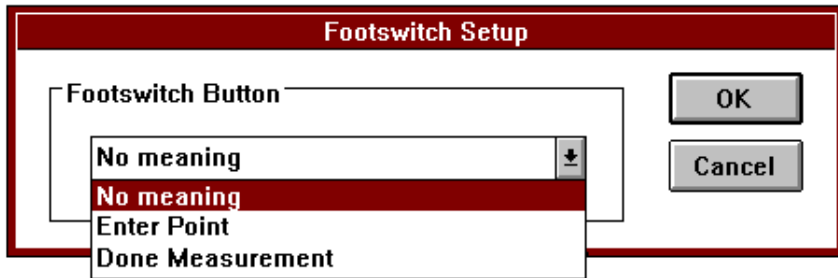 Footswitch Setup
Footswitch Button
OK
No meaning
Cancel
No meaning
Enter Point
Done Measurement